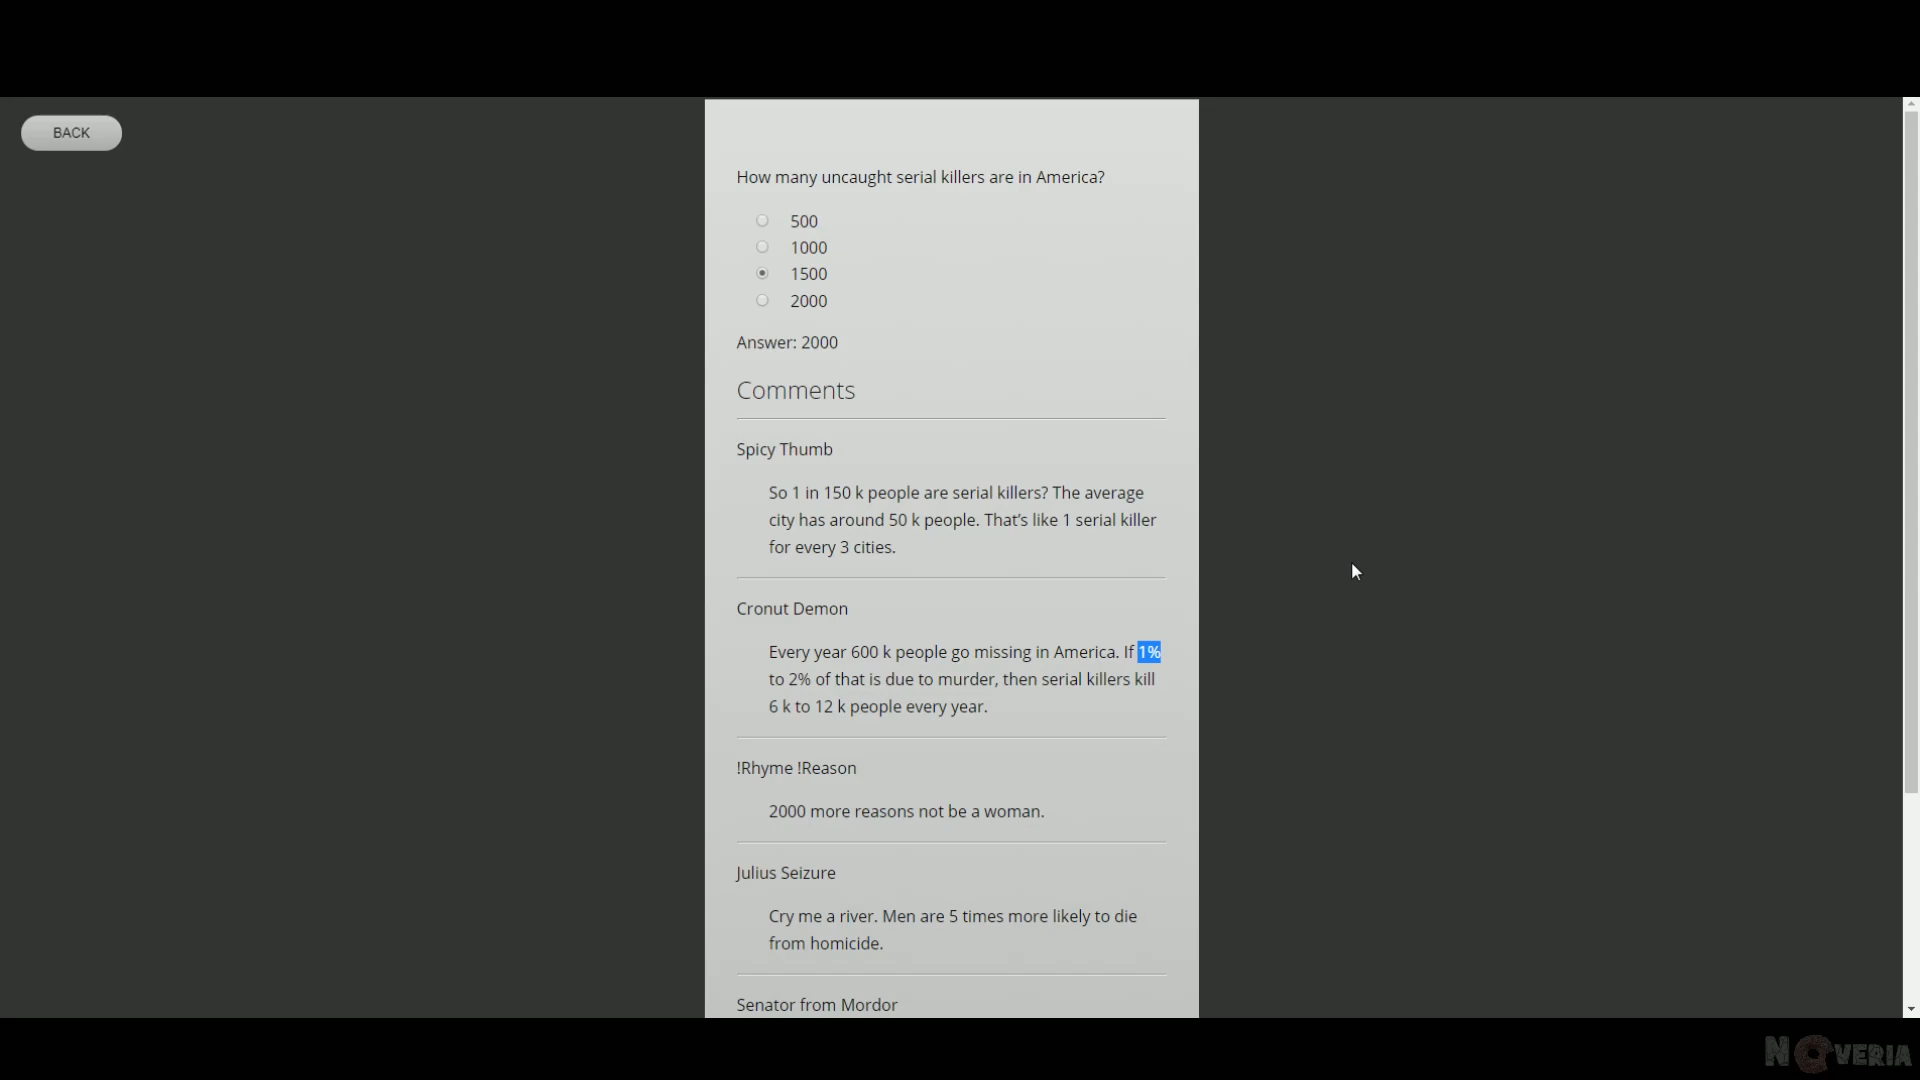 BACK
How many uncaught serial killers are in America?
500
1000
1500
2000
Answer: 2000
Comments
Spicy Thumb
So 1 in 150 k people are serial killers? The average
city has around 50 k people. That's like 1 serial killer
for every 3 cities.
Cronut Demon
Every year 600 k people go missing in America. If 1%
to 2% of that is due to murder, then serial killers kill
6 k to 12 k people every year.
!Rhyme !Reason
2000 more reasons not be a woman.
Julius Seizure
Cry me a river. Men are 5 times more likely to die
from homicide.
Senator from Mordor
NOVERIA